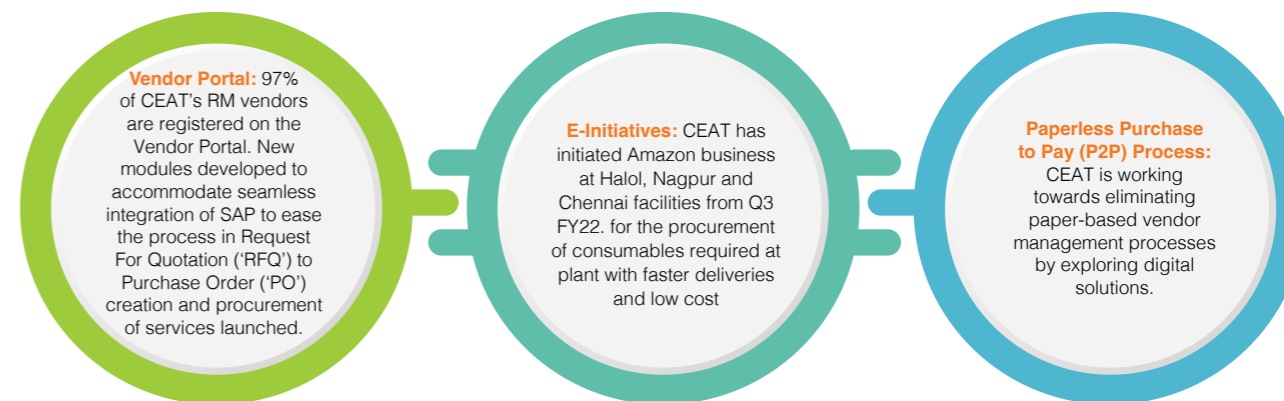 Vendor Portal: 97%
of CEAT’s RM vendors
are registered on the
Vendor Portal. New
modules developed to
accommodate seamless
integration of SAP to ease
the process in Request
For Quotation (‘RFQ’) to
Purchase Order (‘PO’)
creation and procurement
of services launched.
E-Initiatives: CEAT has
initiated Amazon business
at Halol, Nagpur and
Chennai facilities from Q3
FY22. for the procurement
of consumables required at
plant with faster deliveries
and low cost
Paperless Purchase
to Pay (P2P) Process:
CEAT is working
towards eliminating
paper-based vendor
management processes
by exploring digital
solutions.